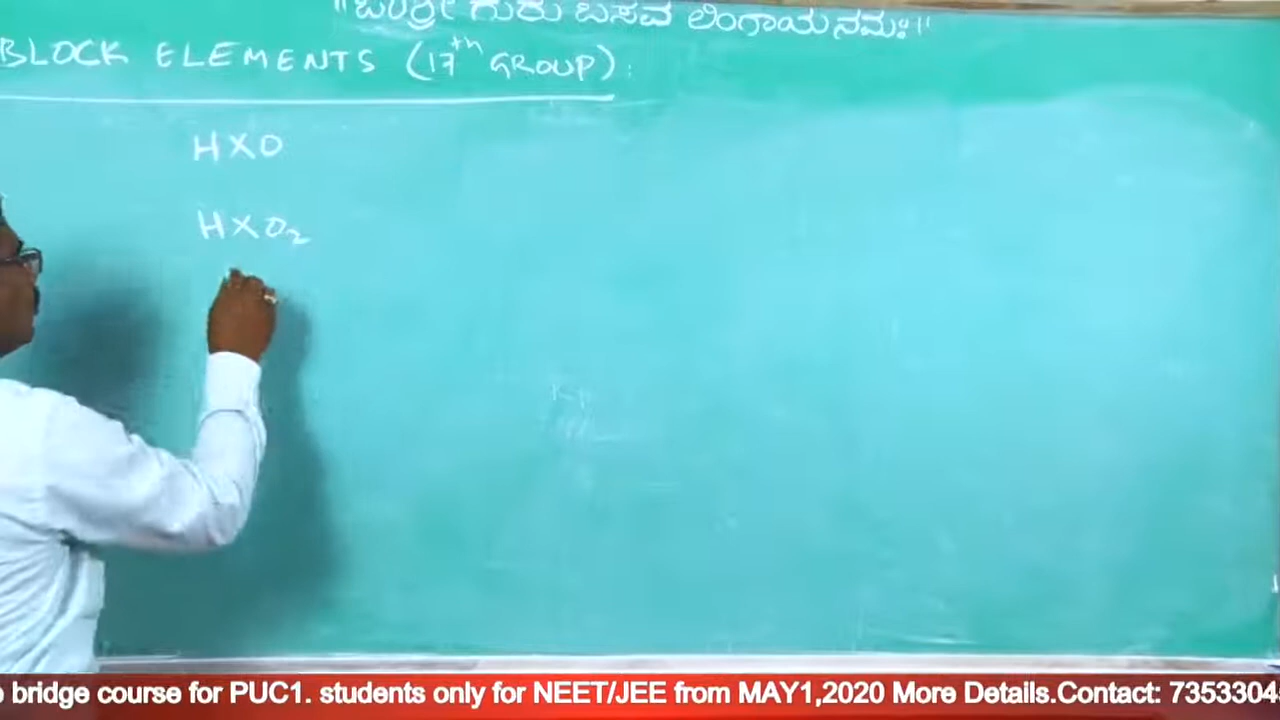 "ಓಂಶ್ರೀ ಗುರು ಬಸವ ಲಿಂಗಾಯ ನಮಃ"
BLOCK ELEMENTS (17th GROUP):
HXO
HXO₂
bridge course for PUC1. students only for NEET/JEE from MAY1,2020 More Details.Contact: 7353304